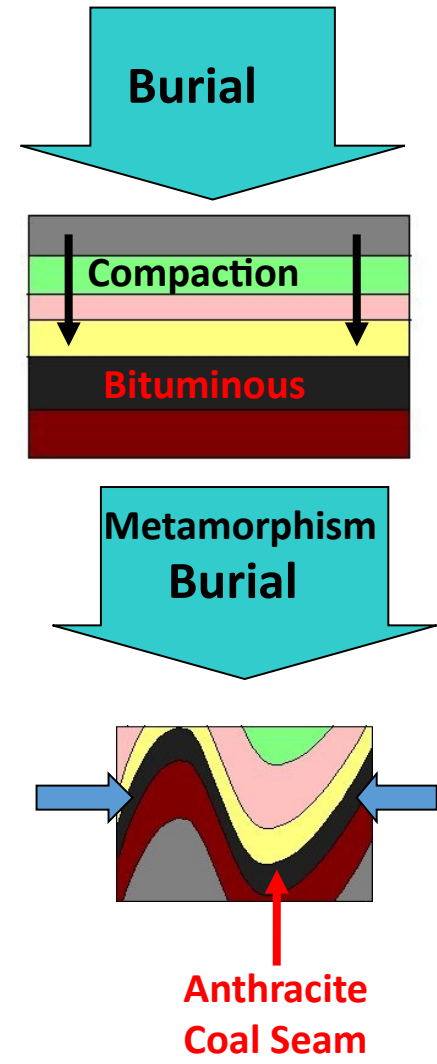 Burial
Compaction
Bituminous
Metamorphism
Burial
Anthracite
Coal Seam